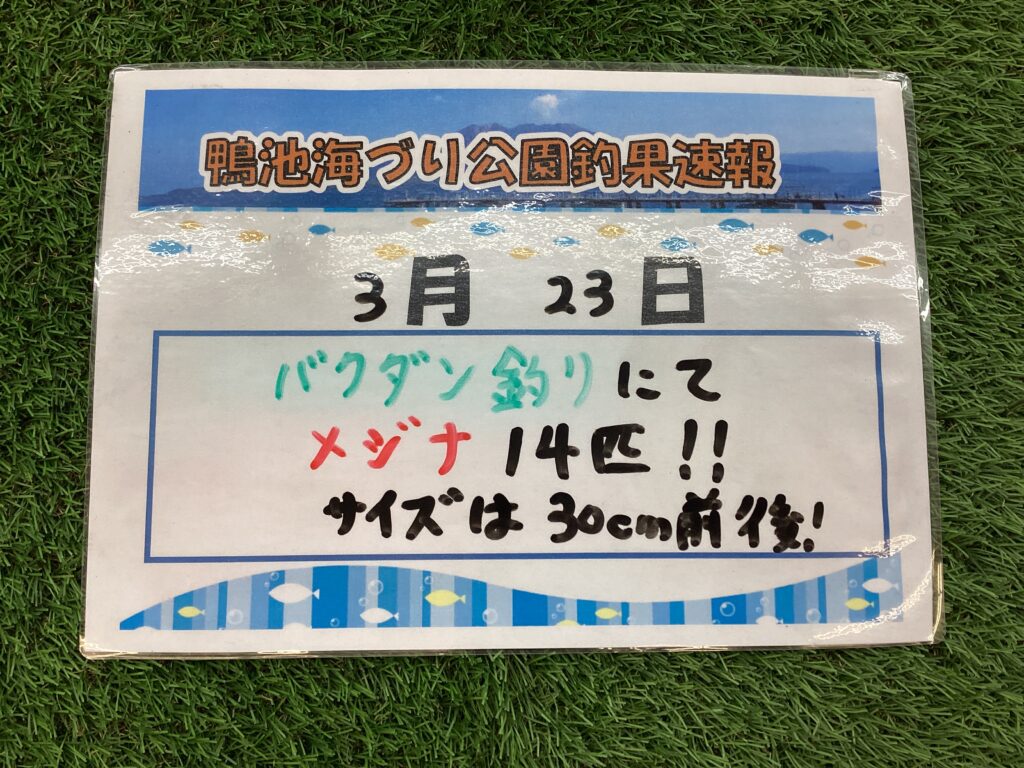 鴨池海づり公園釣果速報
3月 23日
バクダン釣りにて
メジナ 14匹!!
サイズは 30cm前後!